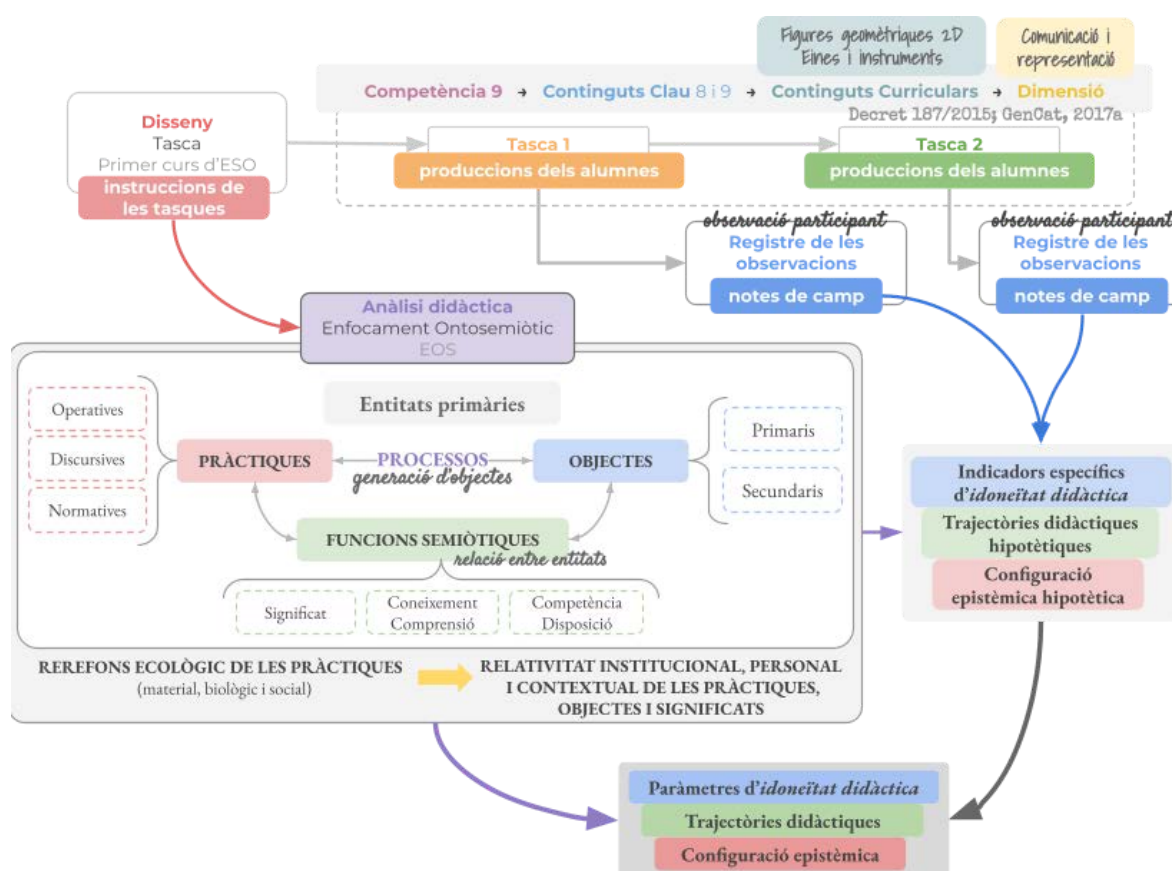 Figures geomètriques 2D
Eines i instruments
Comunicació i
representació
Competència 9 → Continguts Clau 8 i 9 → Continguts Curriculars → Dimensió
Decret 187/2015; GenCat, 2017a
Disseny
Tasca
Primer curs d'ESO
instruccions de
les tasques
Tasca 1
produccions dels alumnes
Tasca 2
produccions dels alumnes
observació participant
Registre de les
observacions
notes de camp
observació participant
Registre de les
observacions
notes de camp
Anàlisi didàctica
Enfocament Ontosemiòtic
EOS
Entitats primàries
Operatives
Discursives
Normatives
PRÀCTIQUES
PROCESSOS
generació d'objectes
OBJECTES
Primaris
Secundaris
FUNCIONS SEMIÒTIQUES
relació entre entitats
Significat
Coneixement
Comprensió
Competència
Disposició
REREFONS ECOLÒGIC DE LES PRÀCTIQUES
(material, biològic i social)
RELATIVITAT INSTITUCIONAL, PERSONAL
I CONTEXTUAL DE LES PRÀCTIQUES,
OBJECTES I SIGNIFICATS
Indicadors específics
d'idoneïtat didàctica
Trajectòries didàctiques
hipotètiques
Configuració
epistèmica hipotètica
Paràmetres d'idoneïtat didàctica
Trajectòries didàctiques
Configuració epistèmica